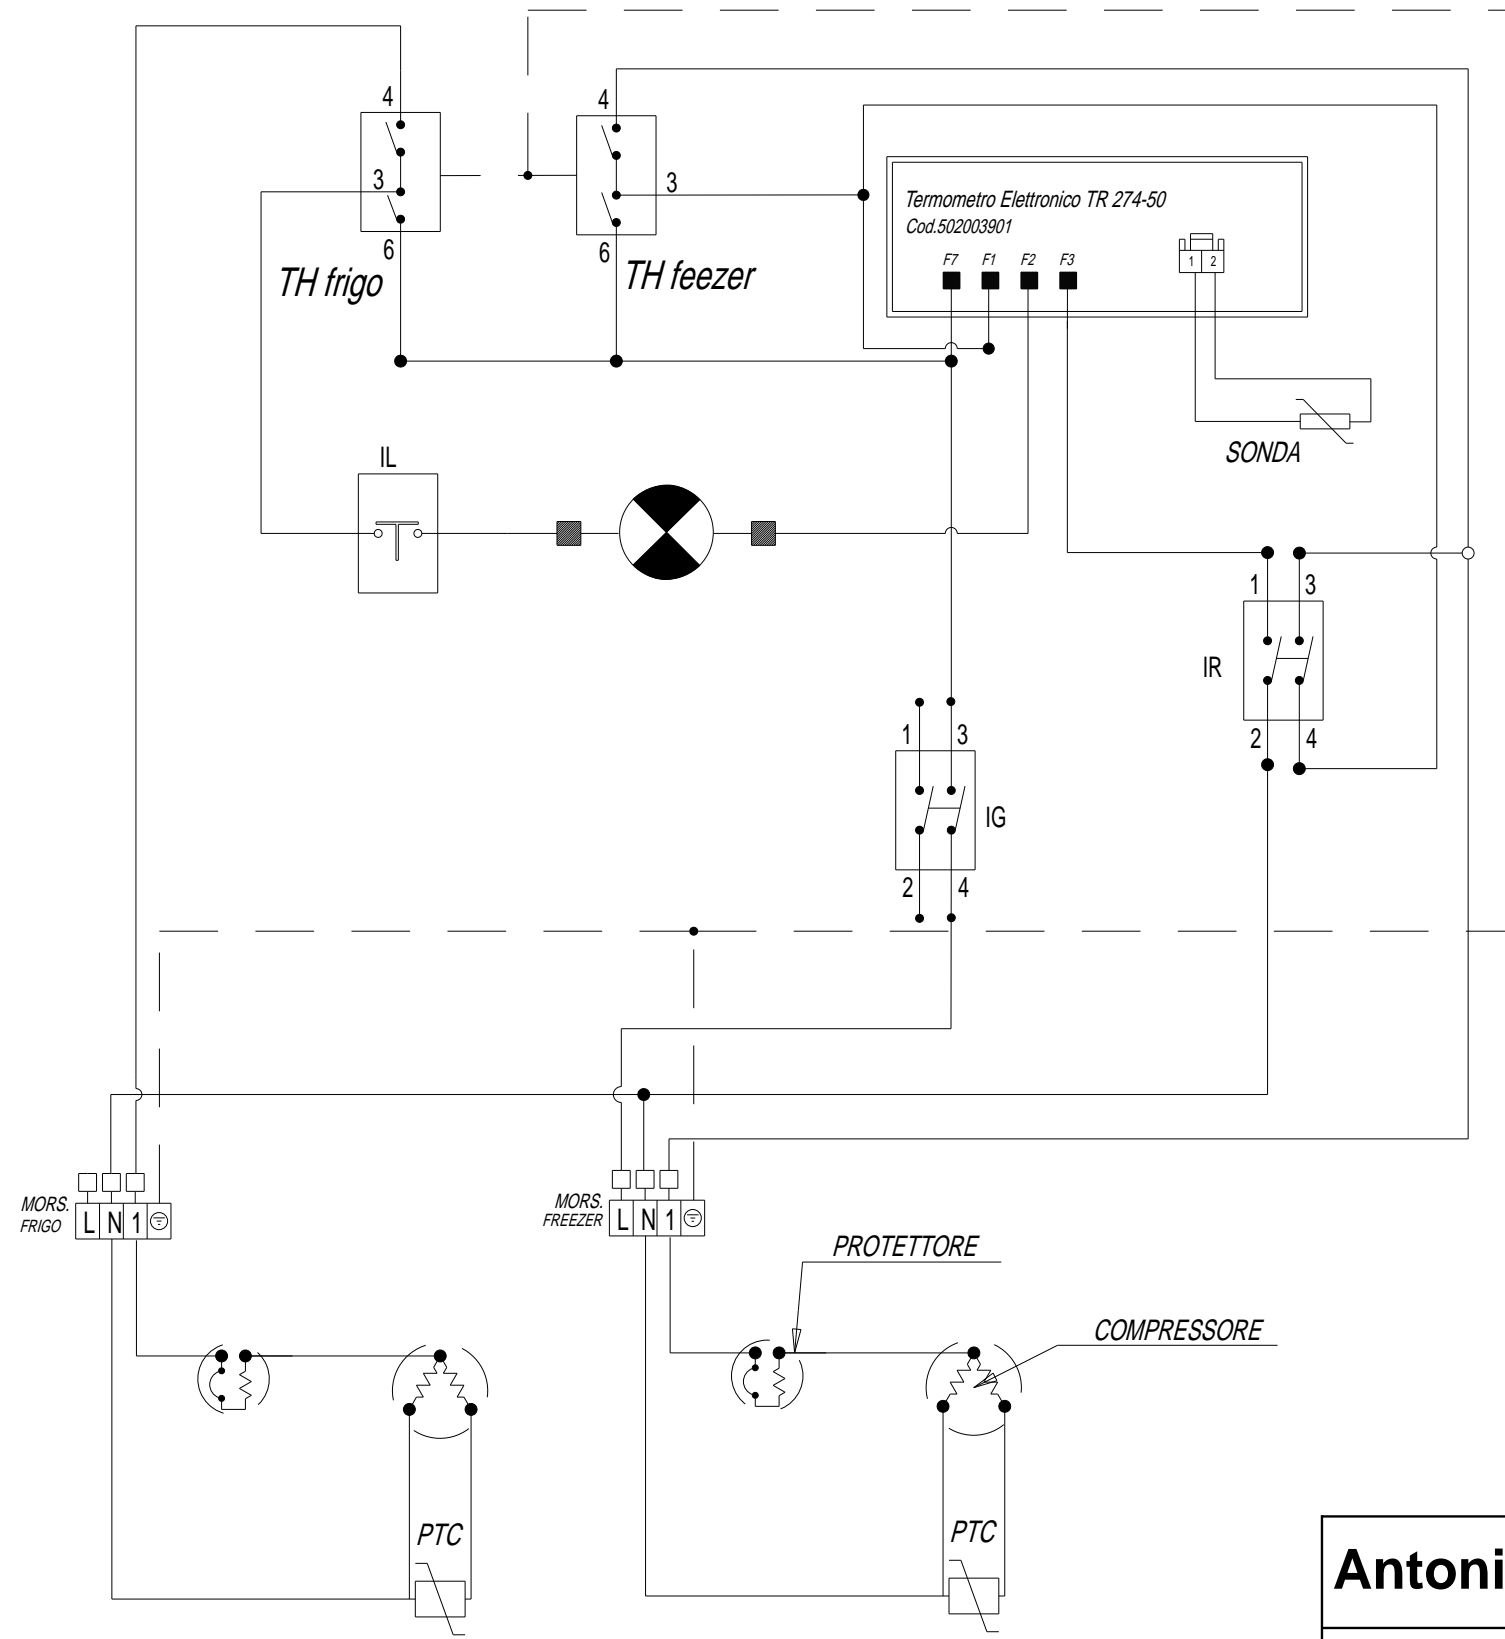 4
3
6
TH frigo
4
3
6
TH feezer
Termometro Elettronico TR 274-50
Cod.502003901
F7 F1 F2 F3
1 2
SONDA
IL
1 3
IR
2 4
1 3
IG
2 4
MORS.
FRIGO
L N 1
MORS.
FREEZER
L N 1
PROTETTORE
COMPRESSORE
PTC
PTC
Antoni